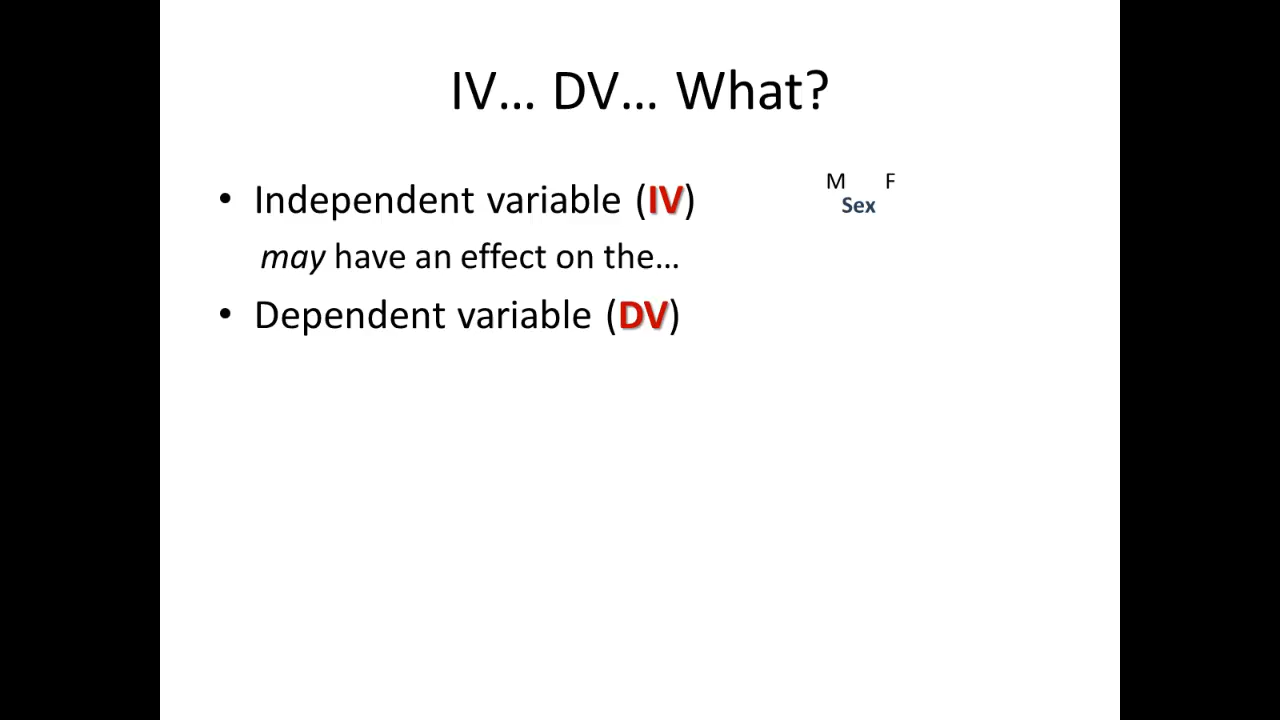 IV… DV… What?
• Independent variable (IV)
M F
Sex
may have an effect on the…
• Dependent variable (DV)